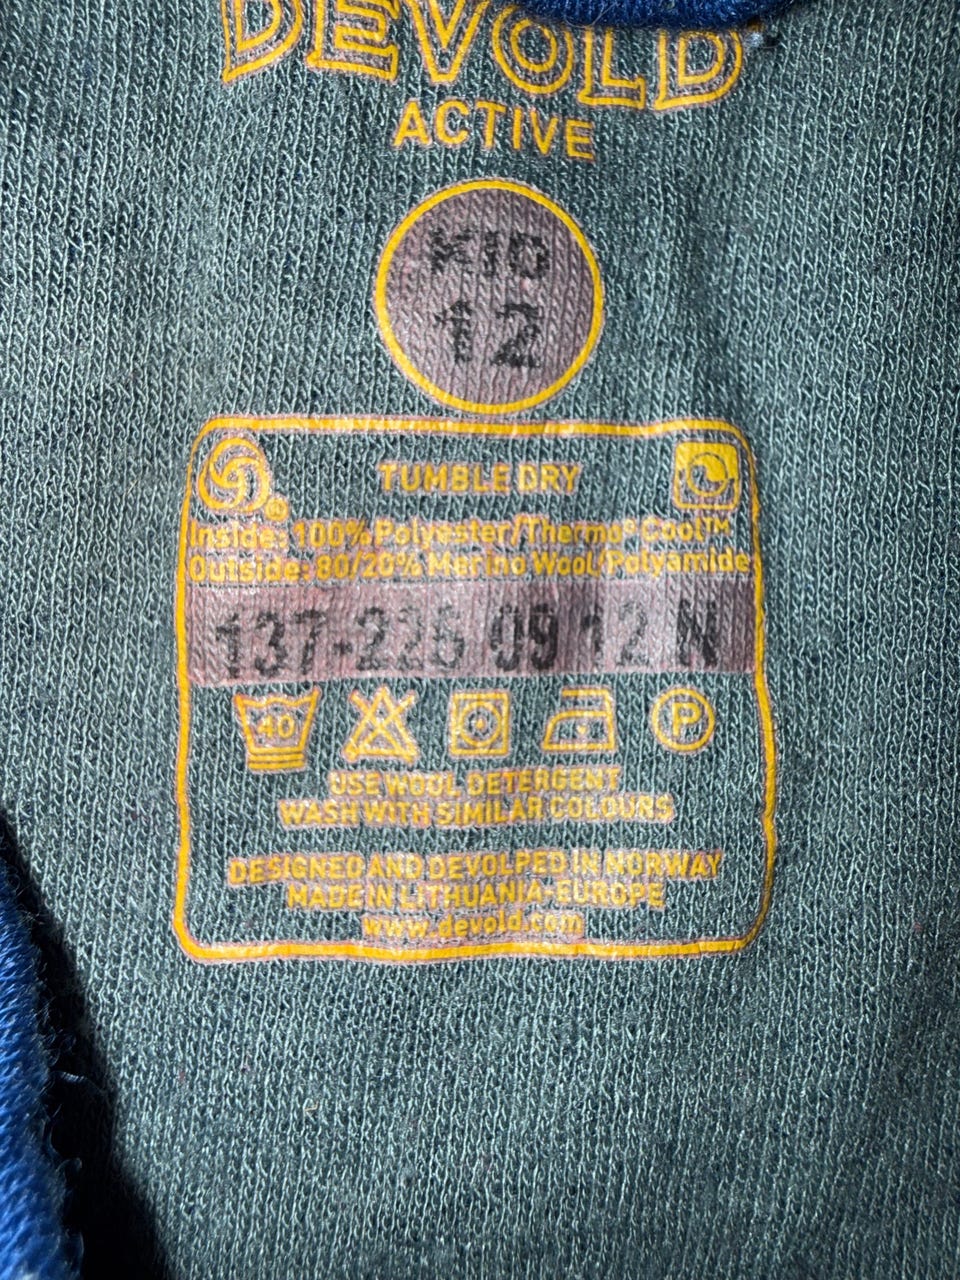 DEVOLD
ACTIVE
KID
12
TUMBLE DRY
Inside: 100% Polyester/Thermo°Cool™
Outside: 80/20% Merino Wool/Polyamide
137-226 09 12 N
40 P
USE WOOL DETERGENT
WASH WITH SIMILAR COLOURS
DESIGNED AND DEVOLPED IN NORWAY
MADE IN LITHUANIA-EUROPE
www.devold.com